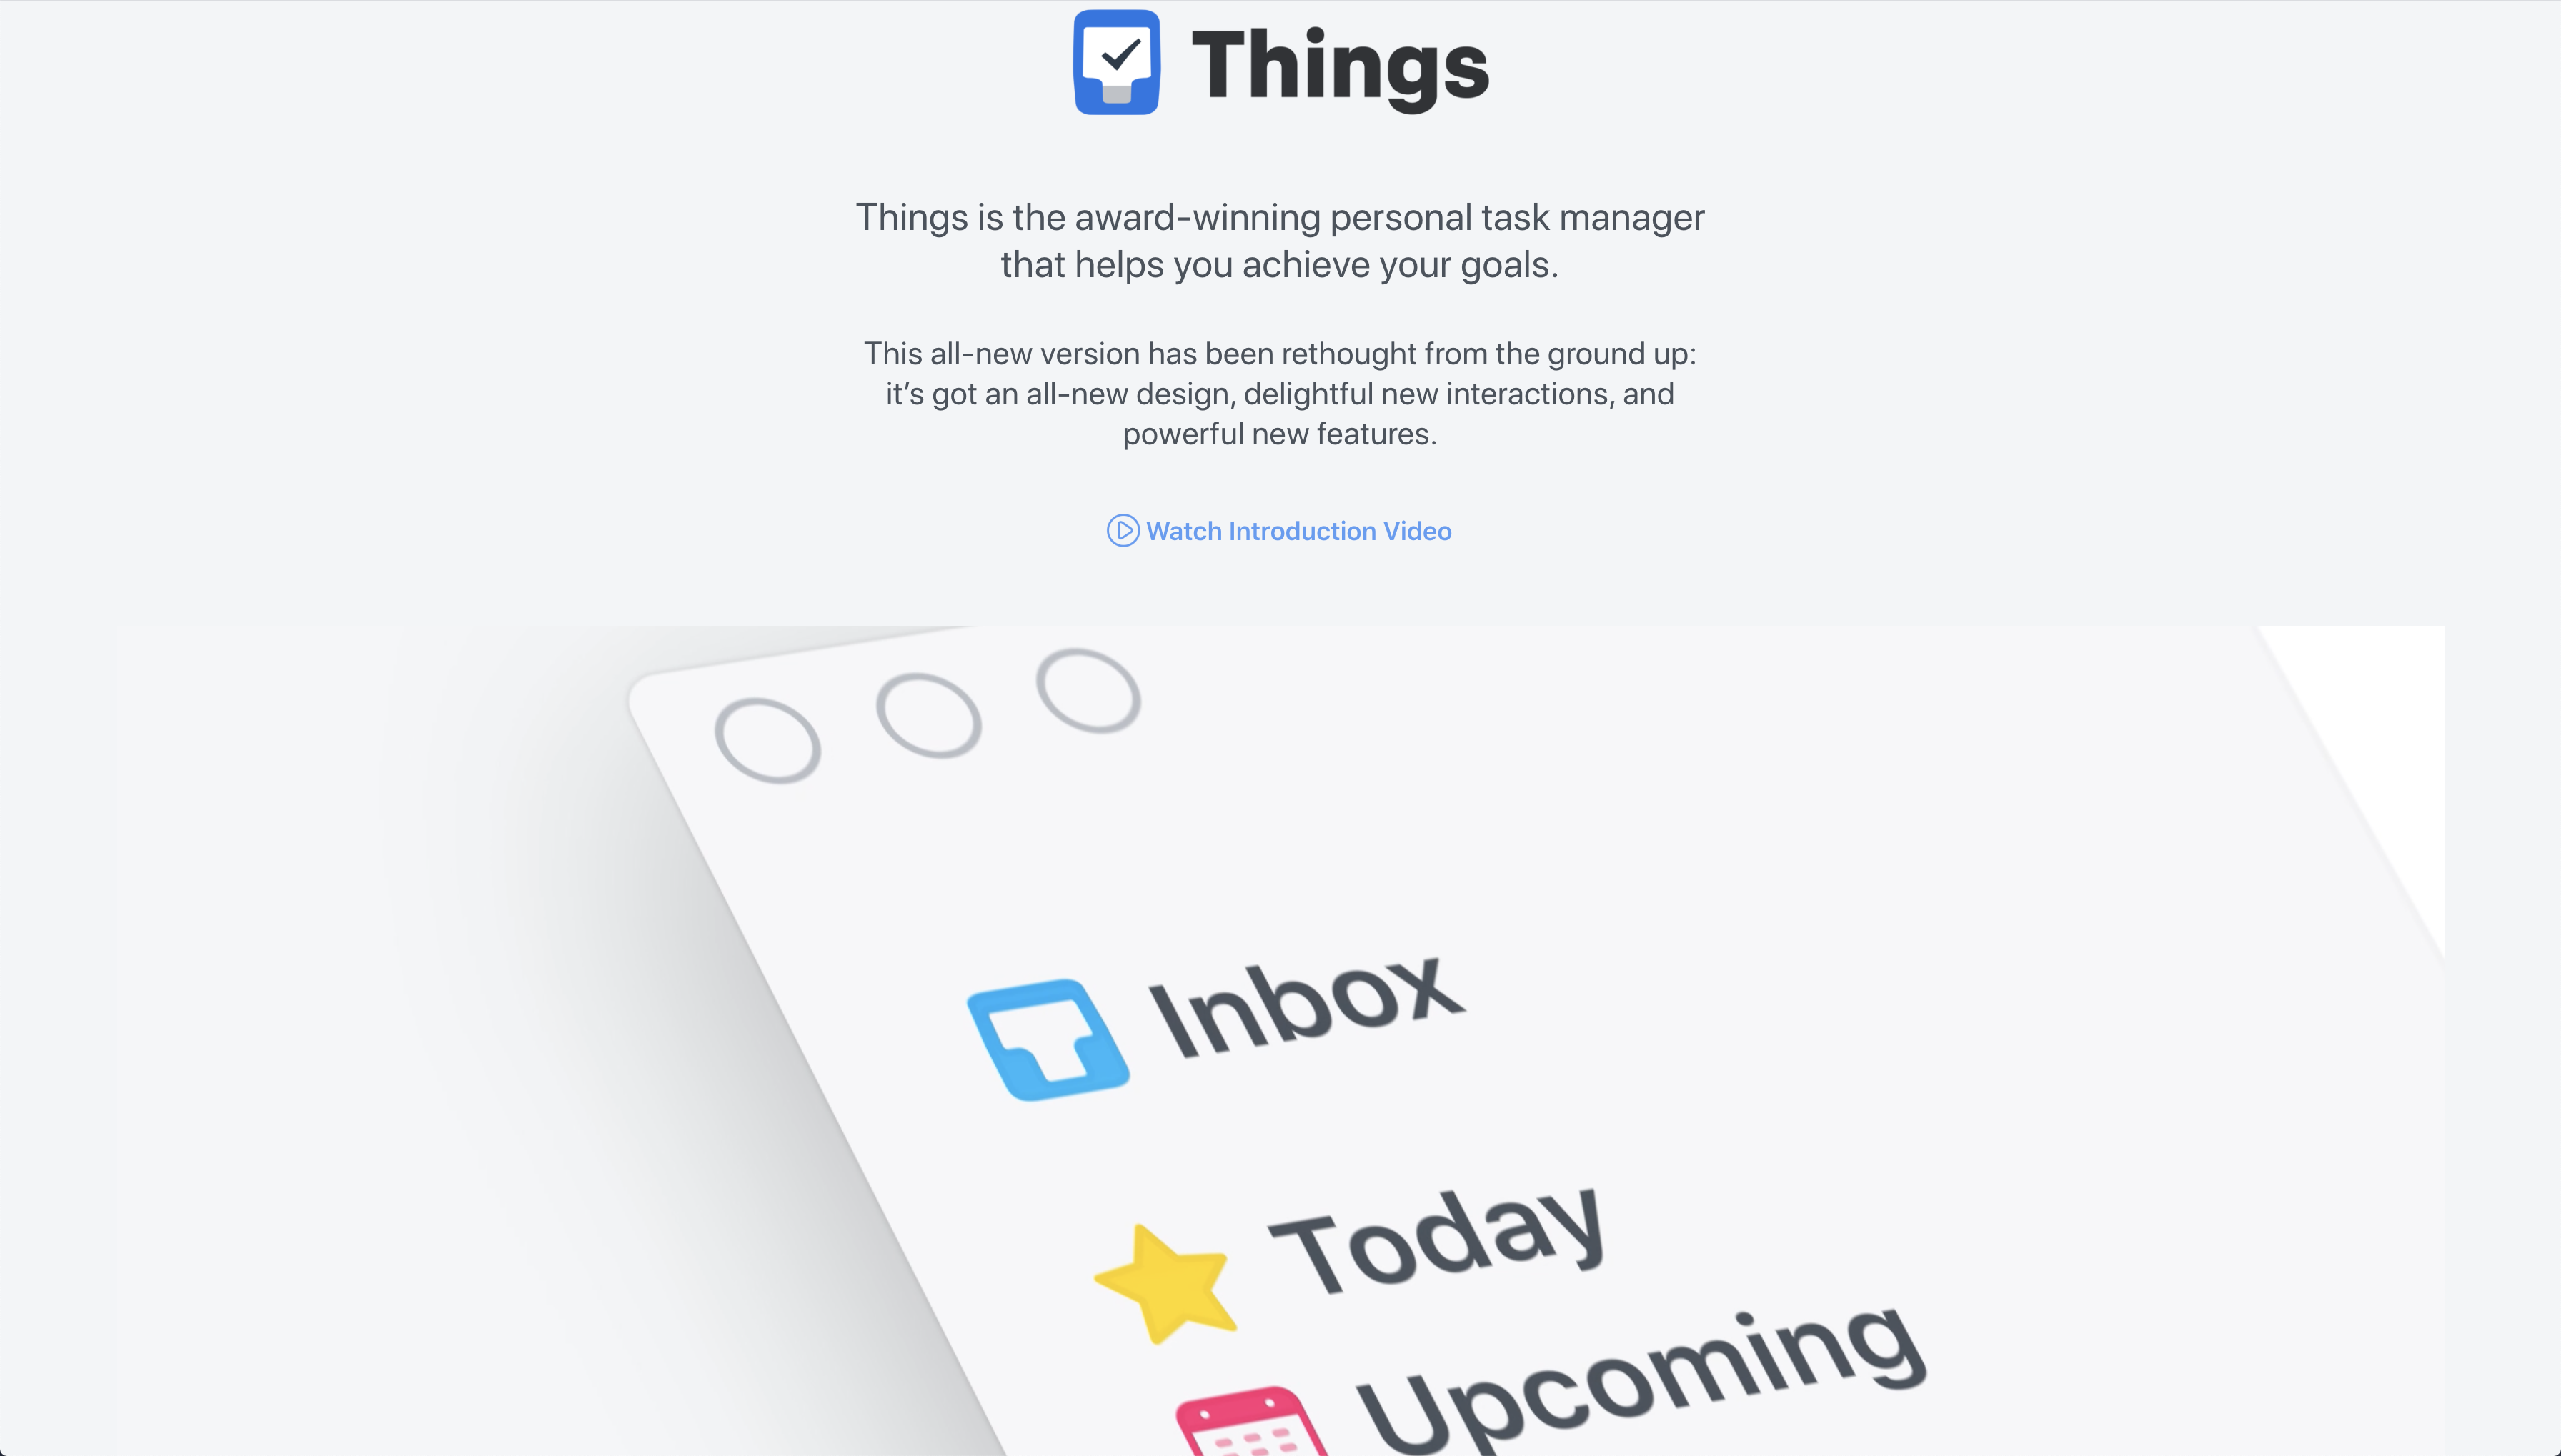 Things
Things is the award-winning personal task manager
that helps you achieve your goals.
This all-new version has been rethought from the ground up:
it’s got an all-new design, delightful new interactions, and
powerful new features.
Watch Introduction Video
Inbox
Today
Upcoming